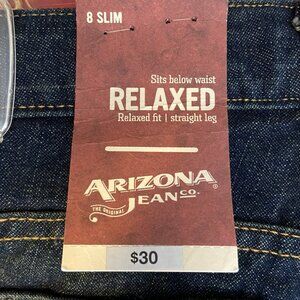 8 SLIM
Sits below waist
RELAXED
Relaxed fit | straight leg
ARIZONA ®
THE ORIGINAL JEAN CO.
$30